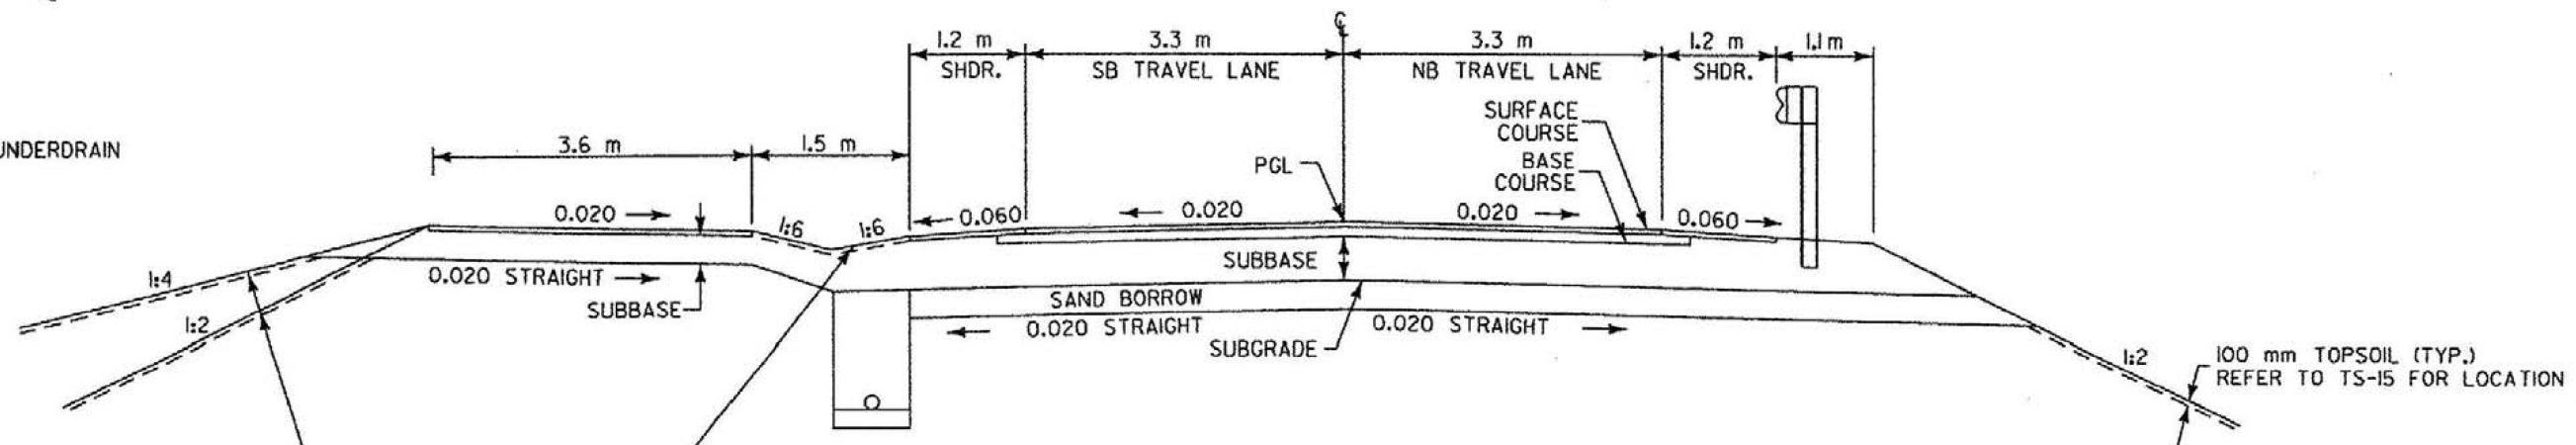 ℄
1.2 m
3.3 m
3.3 m
1.2 m
1.1 m
SHDR.
SB TRAVEL LANE
NB TRAVEL LANE
SHDR.
SURFACE
COURSE
UNDERDRAIN
3.6 m
1.5 m
PGL
BASE
COURSE
0.020
1:6
1:6
0.060
0.020
0.020
0.060
1:4
0.020 STRAIGHT
SUBBASE
SUBBASE
1:2
SAND BORROW
0.020 STRAIGHT
0.020 STRAIGHT
SUBGRADE
1:2
100 mm TOPSOIL (TYP.)
REFER TO TS-15 FOR LOCATION